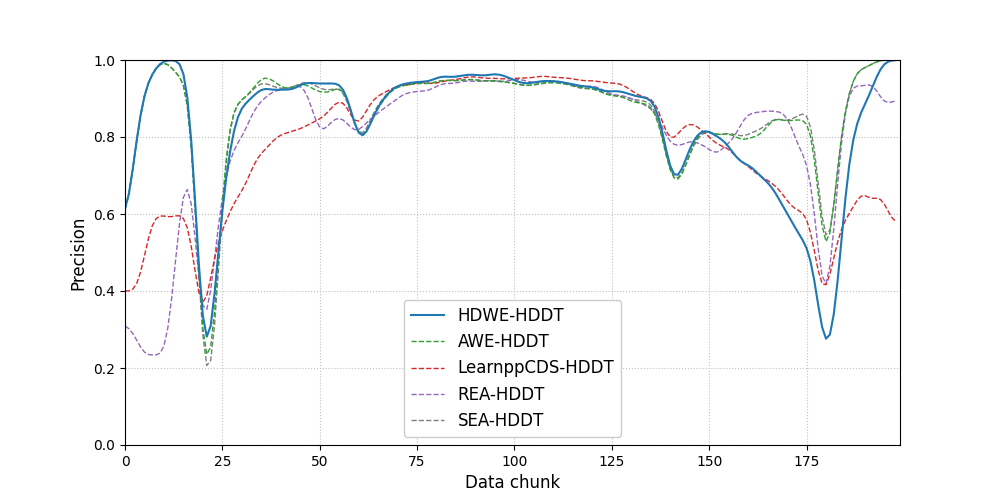 1.0
0.8
0.6
0.4
0.2
0.0
Precision
HDWE-HDDT
AWE-HDDT
LearnppCDS-HDDT
REA-HDDT
SEA-HDDT
0 25 50 75 100 125 150 175
Data chunk